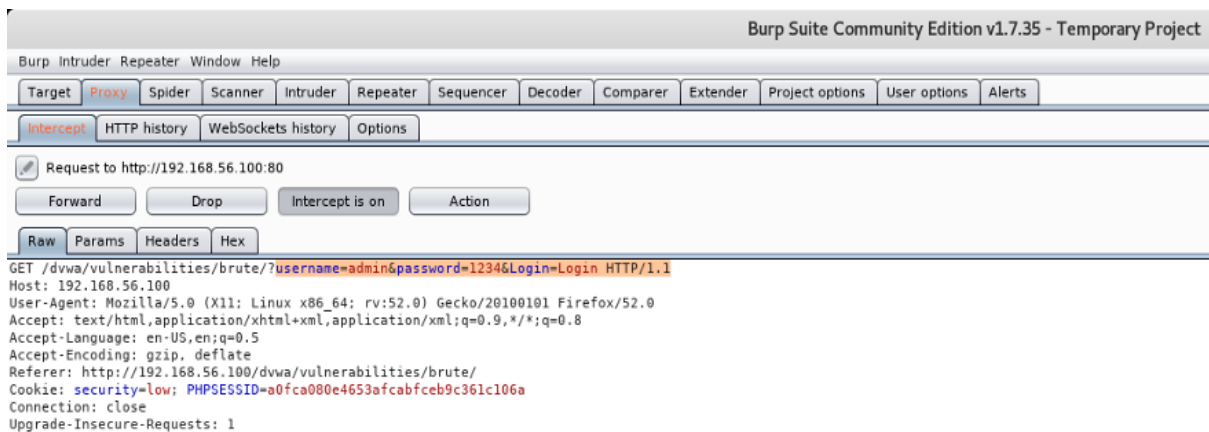 Burp Suite Community Edition v1.7.35 - Temporary Project
Burp Intruder Repeater Window Help
Target Proxy Spider Scanner Intruder Repeater Sequencer Decoder Comparer Extender Project options User options Alerts
Intercept HTTP history WebSockets history Options
Request to http://192.168.56.100:80
Forward Drop Intercept is on Action
Raw Params Headers Hex
GET /dvwa/vulnerabilities/brute/?username=admin&password=1234&Login=Login HTTP/1.1
Host: 192.168.56.100
User-Agent: Mozilla/5.0 (X11; Linux x86_64; rv:52.0) Gecko/20100101 Firefox/52.0
Accept: text/html,application/xhtml+xml,application/xml;q=0.9,*/*;q=0.8
Accept-Language: en-US,en;q=0.5
Accept-Encoding: gzip, deflate
Referer: http://192.168.56.100/dvwa/vulnerabilities/brute/
Cookie: security=low; PHPSESSID=a0fca080e4653afcabfceb9c361c106a
Connection: close
Upgrade-Insecure-Requests: 1